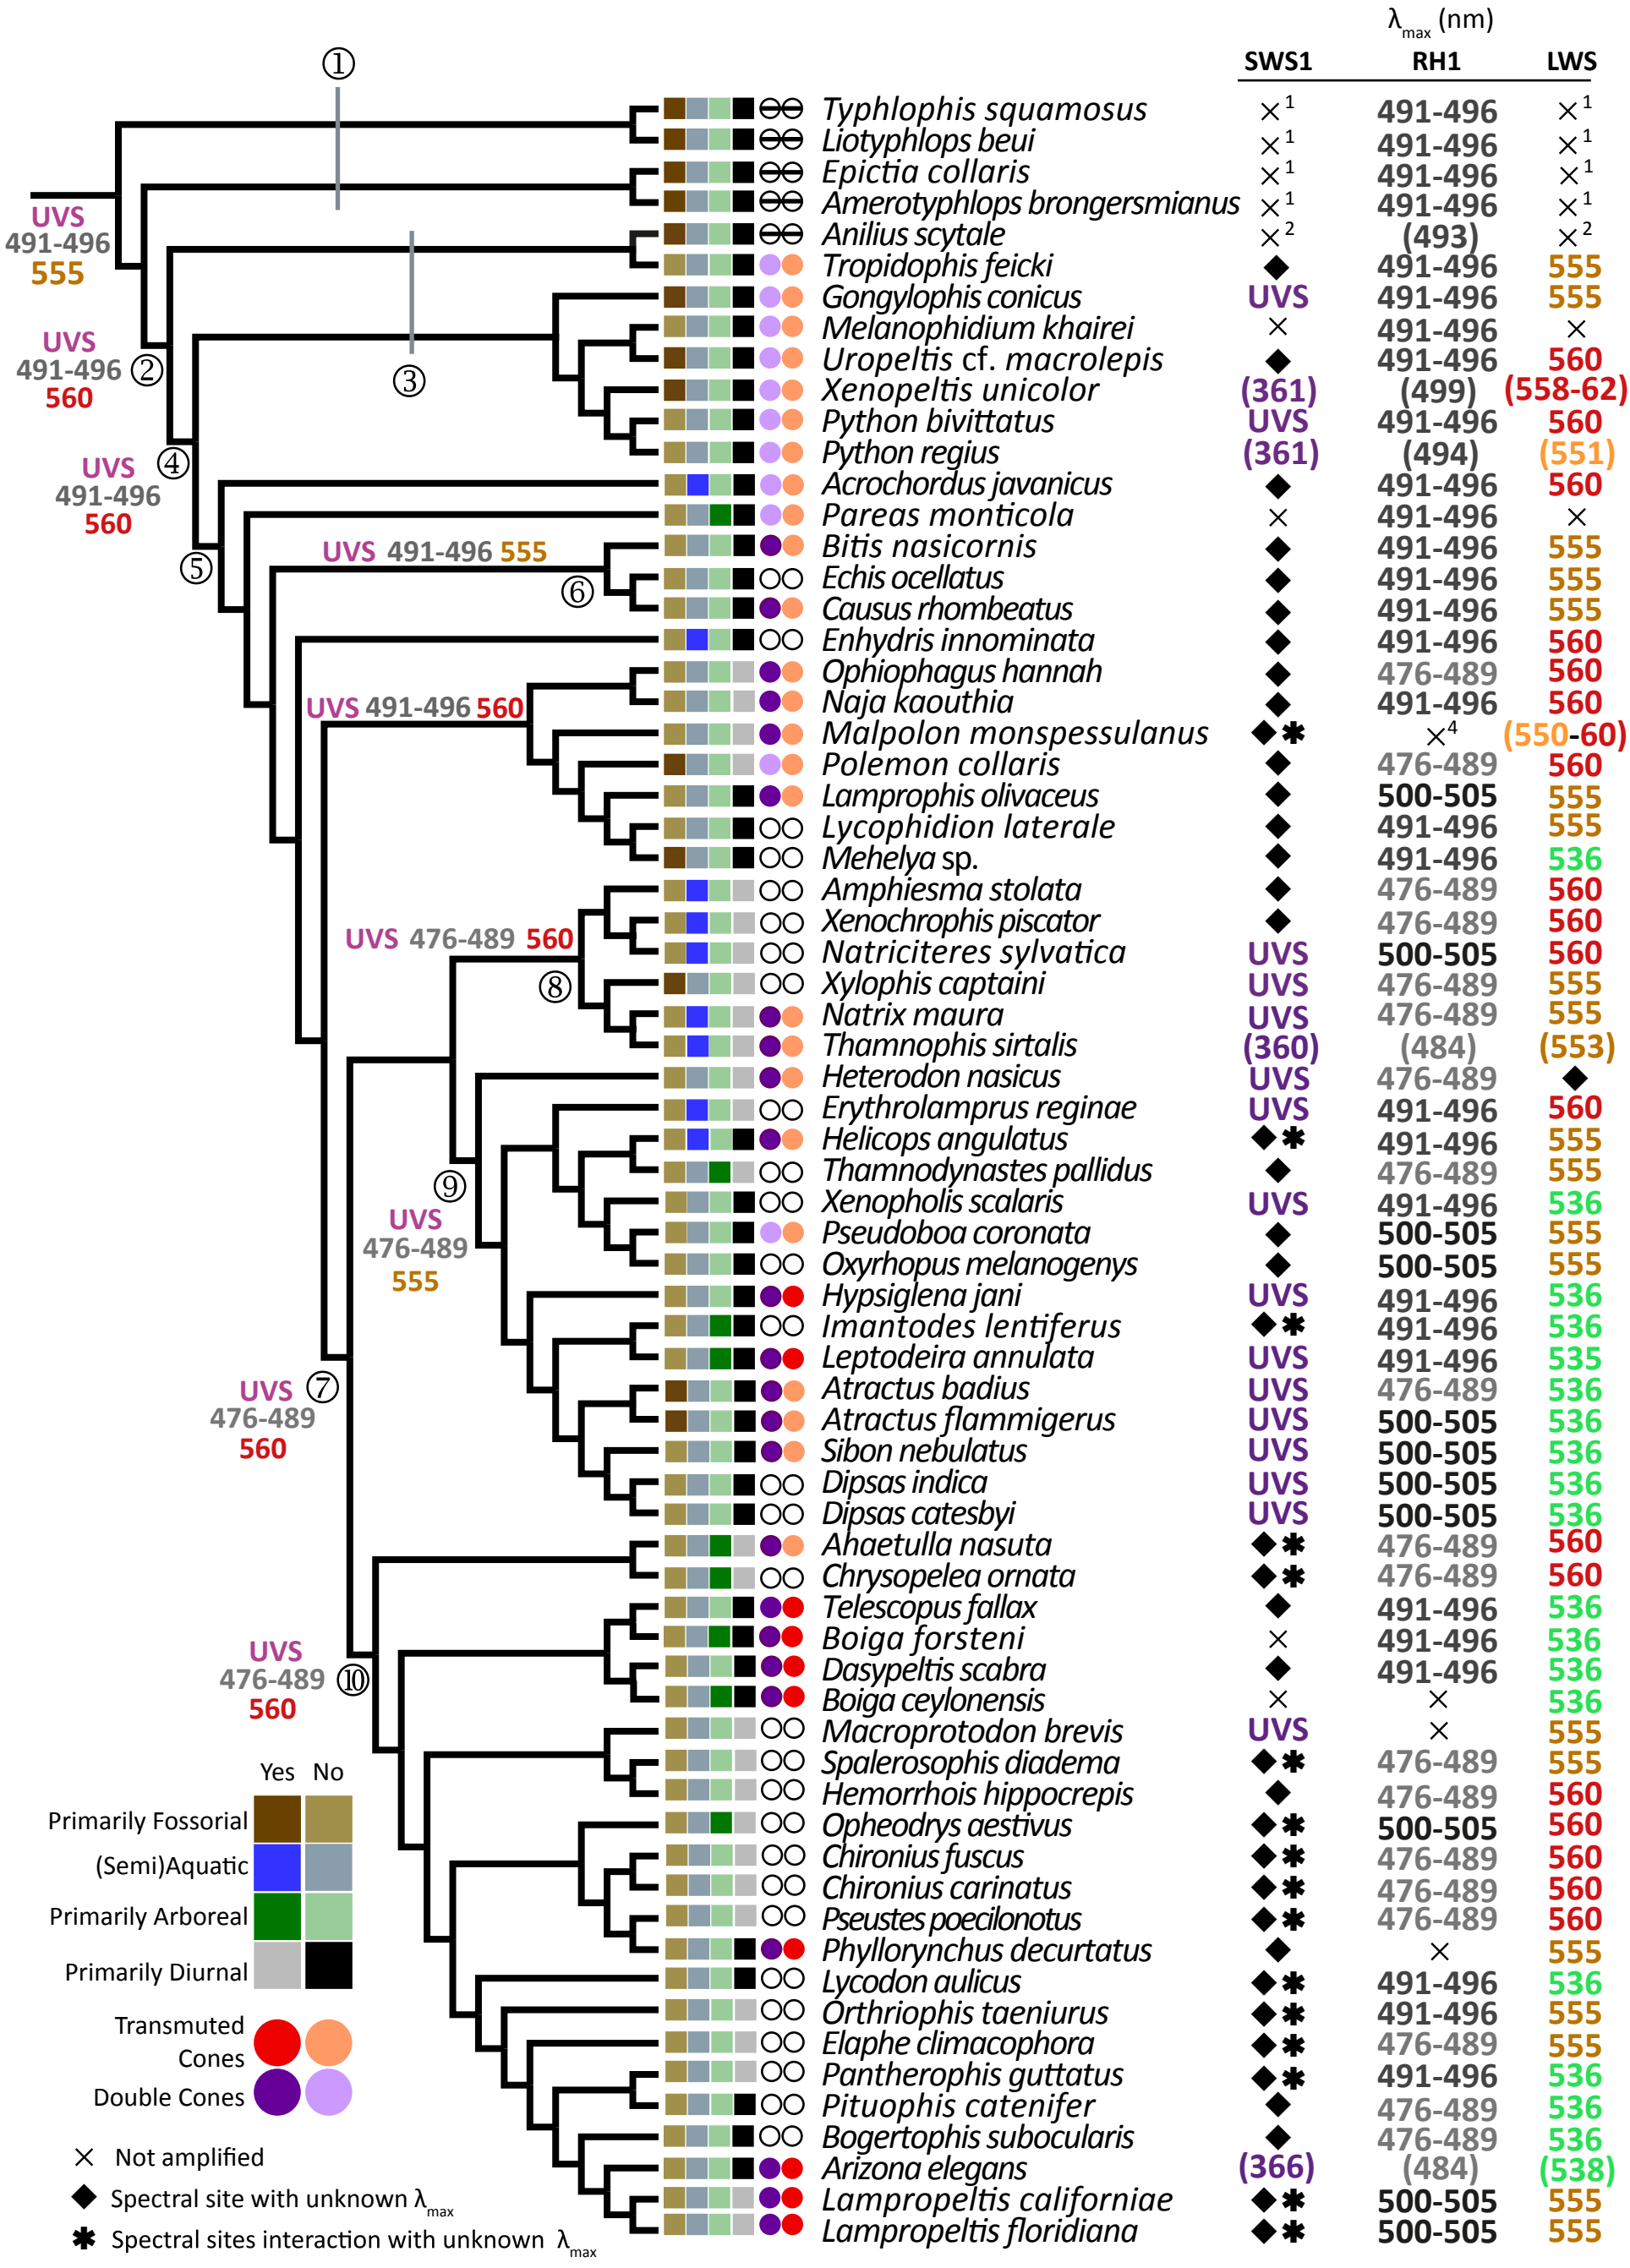 λmax (nm)
SWS1 RH1 LWS
①
Typhlophis squamosus ×1 491-496 ×1
Liotyphlops beui ×1 491-496 ×1
Epictia collaris ×1 491-496 ×1
Amerotyphlops brongersmianus ×1 491-496 ×1
Anilius scytale ×2 (493) ×2
Tropidophis feicki ◆ 491-496 555
Gongylophis conicus UVS 491-496 555
Melanophidium khairei × 491-496 ×
Uropeltis cf. macrolepis ◆ 491-496 560
Xenopeltis unicolor (361) (499) (558-62)
Python bivittatus UVS 491-496 560
Python regius (361) (494) (551)
Acrochordus javanicus ◆ 491-496 560
Pareas monticola × 491-496 ×
Bitis nasicornis ◆ 491-496 555
Echis ocellatus ◆ 491-496 555
Causus rhombeatus ◆ 491-496 555
Enhydris innominata ◆ 491-496 560
Ophiophagus hannah ◆ 476-489 560
Naja kaouthia ◆ 491-496 560
Malpolon monspessulanus ◆✱ ×4 (550-60)
Polemon collaris ◆ 476-489 560
Lamprophis olivaceus ◆ 500-505 555
Lycophidion laterale ◆ 491-496 555
Mehelya sp. ◆ 491-496 536
Amphiesma stolata ◆ 476-489 560
Xenochrophis piscator ◆ 476-489 560
Natriciteres sylvatica UVS 500-505 560
Xylophis captaini UVS 476-489 555
Natrix maura UVS 476-489 555
Thamnophis sirtalis (360) (484) (553)
Heterodon nasicus UVS 476-489 ◆
Erythrolamprus reginae UVS 491-496 560
Helicops angulatus ◆✱ 491-496 555
Thamnodynastes pallidus ◆ 476-489 555
Xenopholis scalaris UVS 491-496 536
Pseudoboa coronata ◆ 500-505 555
Oxyrhopus melanogenys ◆ 500-505 555
Hypsiglena jani UVS 491-496 536
Imantodes lentiferus ◆✱ 491-496 536
Leptodeira annulata UVS 491-496 535
Atractus badius UVS 476-489 536
Atractus flammigerus UVS 500-505 536
Sibon nebulatus UVS 500-505 536
Dipsas indica UVS 500-505 536
Dipsas catesbyi UVS 500-505 536
Ahaetulla nasuta ◆✱ 476-489 560
Chrysopelea ornata ◆✱ 476-489 560
Telescopus fallax ◆ 491-496 536
Boiga forsteni × 491-496 536
Dasypeltis scabra ◆ 491-496 536
Boiga ceylonensis × × 536
Macroprotodon brevis UVS × 555
Spalerosophis diadema ◆✱ 476-489 555
Hemorrhois hippocrepis ◆ 476-489 560
Opheodrys aestivus ◆✱ 500-505 560
Chironius fuscus ◆✱ 476-489 560
Chironius carinatus ◆✱ 476-489 560
Pseustes poecilonotus ◆✱ 476-489 560
Phyllorynchus decurtatus ◆ × 555
Lycodon aulicus ◆✱ 491-496 536
Orthriophis taeniurus ◆✱ 491-496 555
Elaphe climacophora ◆✱ 476-489 555
Pantherophis guttatus ◆✱ 491-496 536
Pituophis catenifer ◆ 476-489 536
Bogertophis subocularis ◆ 476-489 536
Arizona elegans (366) (484) (538)
Lampropeltis californiae ◆✱ 500-505 555
Lampropeltis floridiana ◆✱ 500-505 555
UVS
491-496
555
UVS
491-496 ②
560
③
UVS ④
491-496
560
⑤
UVS 491-496 555
⑥
UVS 491-496 560
UVS 476-489 560
⑧
⑨
UVS
476-489
555
UVS ⑦
476-489
560
UVS
476-489 ⑩
560
Yes No
Primarily Fossorial
(Semi)Aquatic
Primarily Arboreal
Primarily Diurnal
Transmuted
Cones
Double Cones
× Not amplified
◆ Spectral site with unknown λmax
✱ Spectral sites interaction with unknown λmax